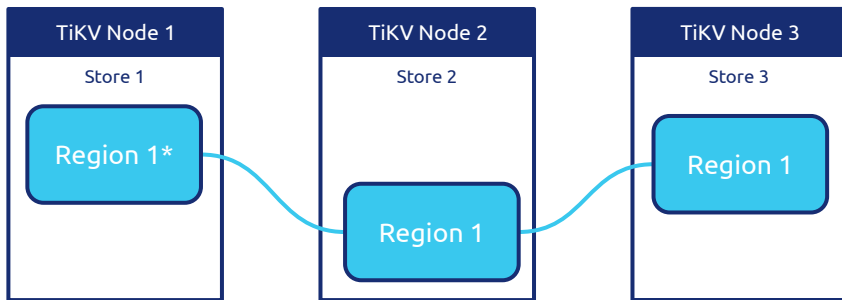 TiKV Node 1
TiKV Node 2
TiKV Node 3
Store 1
Store 2
Store 3
Region 1*
Region 1
Region 1